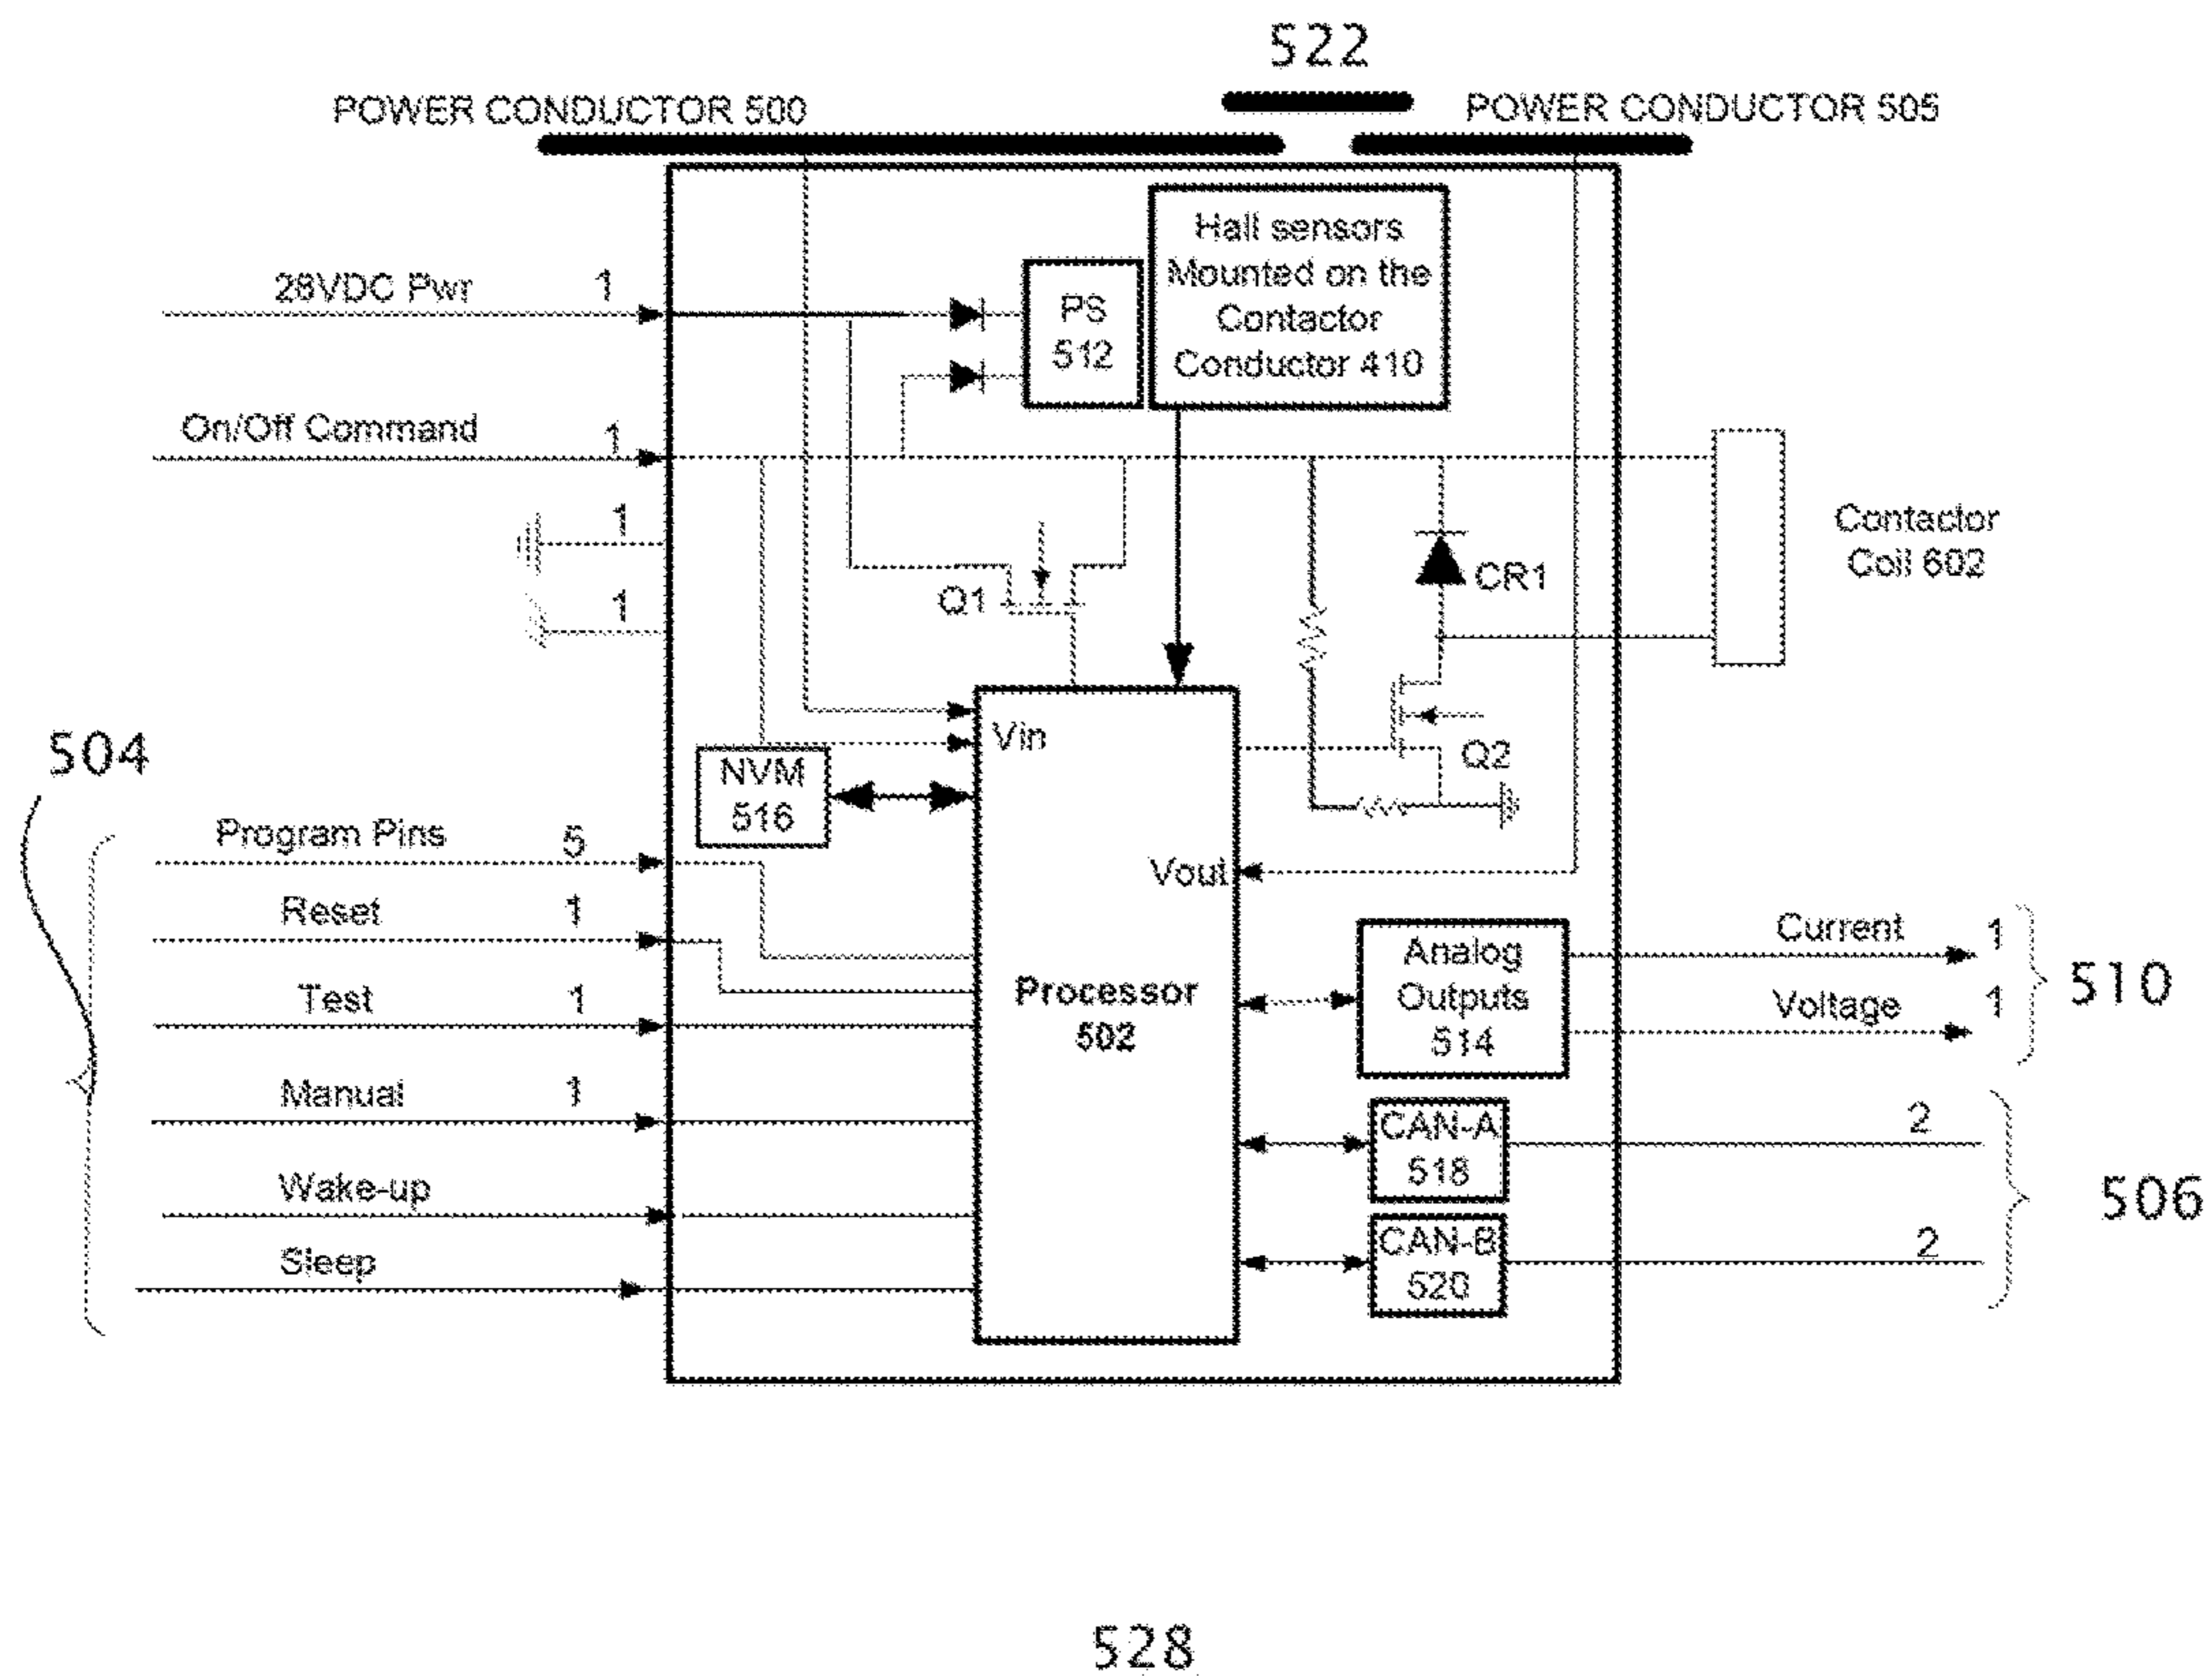 522
POWER CONDUCTOR 500
POWER CONDUCTOR 505
Hall sensors
Mounted on the
Contactor
Conductor 410
28VDC Pwr 1
PS
512
On/Off Command 1
1
1
Contactor
Coil 602
Q1
CR1
Vin
Q2
504
NVM
516
Program Pins 5
Vout
Reset 1
Test 1
Manual 1
Wake-up
Sleep
Processor
502
Analog
Outputs
514
Current 1
Voltage 1
510
CAN-A
518
2
CAN-B
520
2
506
528